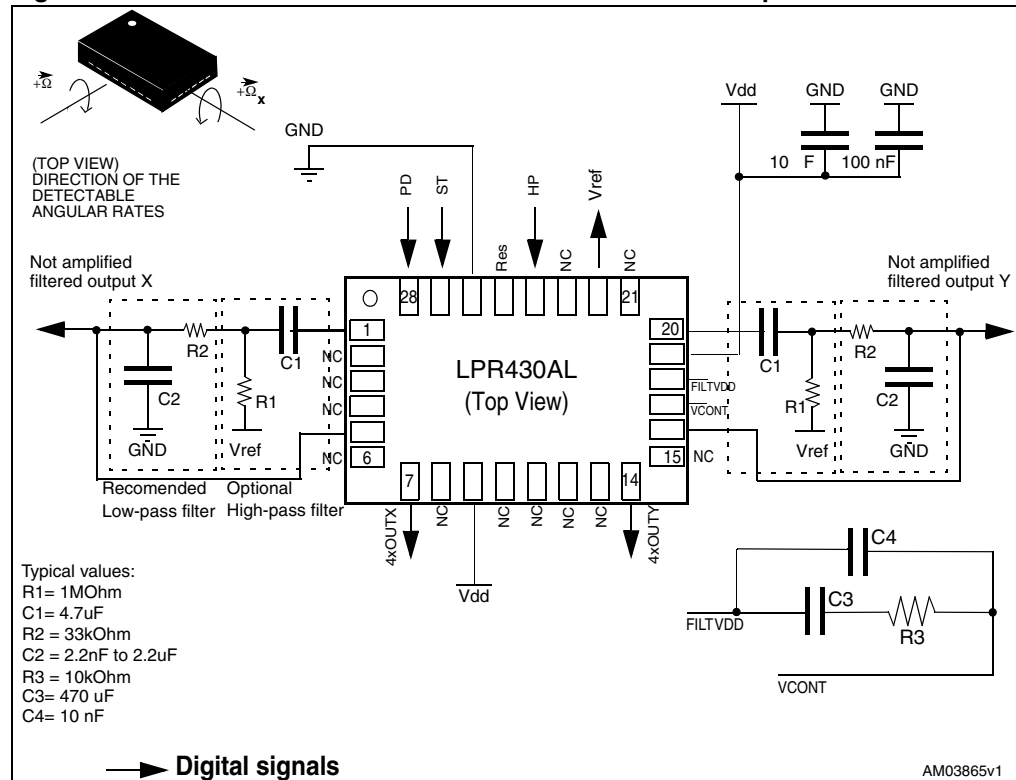 +Ω
+Ωx
GND
(TOP VIEW)
DIRECTION OF THE
DETECTABLE
ANGULAR RATES
PD
ST
Res
HP
NC
Vref
NC
Vdd
GND
GND
10 F
100 nF
Not amplified
filtered output X
Not amplified
filtered output Y
28
21
1
20
R2
C1
C2
R1
GND
Vref
NC
NC
NC
NC
6
LPR430AL
(Top View)
FILTVDD
VCONT
15
NC
C1
R2
R1
C2
Vref
GND
Recomended
Low-pass filter
Optional
High-pass filter
7
14
4xOUTX
NC
NC
NC
NC
NC
4xOUTY
Vdd
Typical values:
R1= 1MOhm
C1= 4.7uF
R2 = 33kOhm
C2 = 2.2nF to 2.2uF
R3 = 10kOhm
C3= 470 uF
C4= 10 nF
C4
C3
R3
FILTVDD
VCONT
Digital signals
AM03865v1